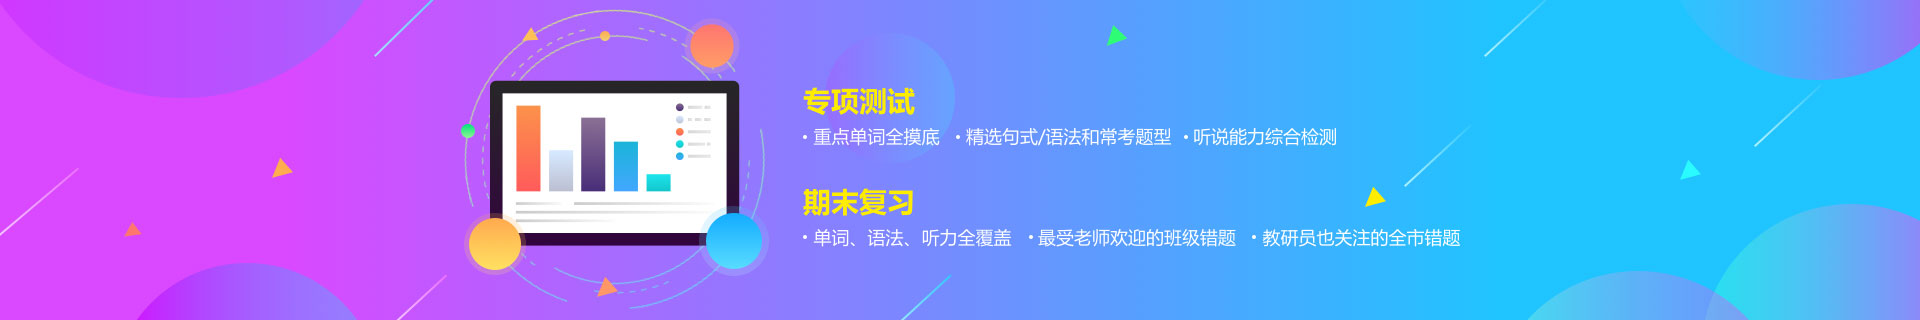 专项测试
· 重点单词全摸底 · 精选句式/语法和常考题型 · 听说能力综合检测
期末复习
· 单词、语法、听力全覆盖 · 最受老师欢迎的班级错题 · 教研员也关注的全市错题